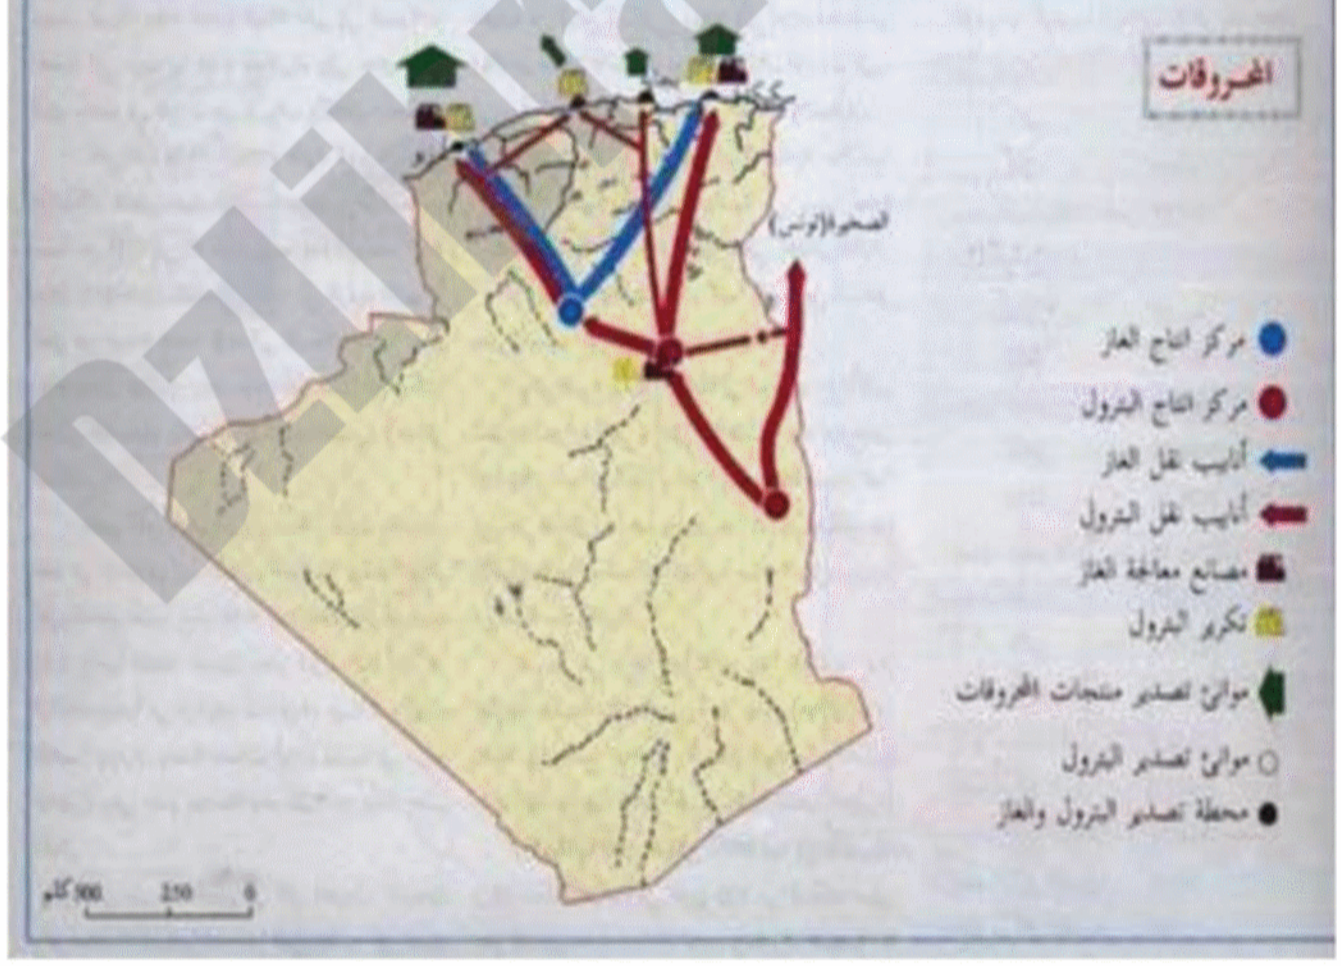 المحروقات
الصخيرة (تونس)
مركز انتاج الغاز
مركز انتاج البترول
أنابيب نقل الغاز
أنابيب نقل البترول
مصانع معالجة الغاز
تكرير البترول
موانئ تصدير منتجات المحروقات
موانئ تصدير البترول
محطة تصدير البترول والغاز
0 250 500 كلم
Dzih